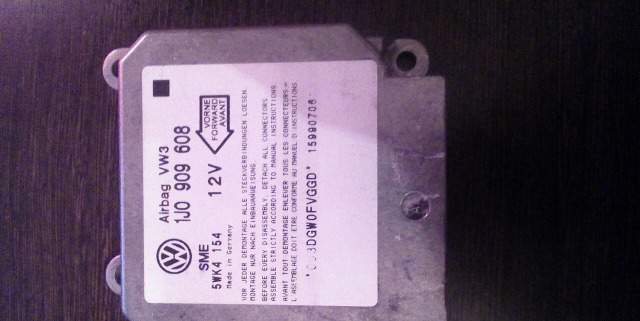 Airbag VW3
1J0 909 608
12V
VORNE
FORWARD
AVANT
SME
5WK4 154
Made in Germany
VOR JEDER DEMONTAGE ALLE STECKVERBINDUNGEN LOESEN.
MONTAGE NUR NACH EINBAUANWEISUNG
BEFORE EVERY DISASSEMBLY, DETACH ALL CONNECTORS
ASSEMBLE STRICTLY ACCORDING TO MANUAL INSTRUCTIONS
AVANT TOUT DEMONTAGE ENLEVER TOUS LES CONNECTEURS.
L ASSEMBLAGE DOIT ETRE CONFORME AU MANUEL D INSTRUCTIONS
15990706